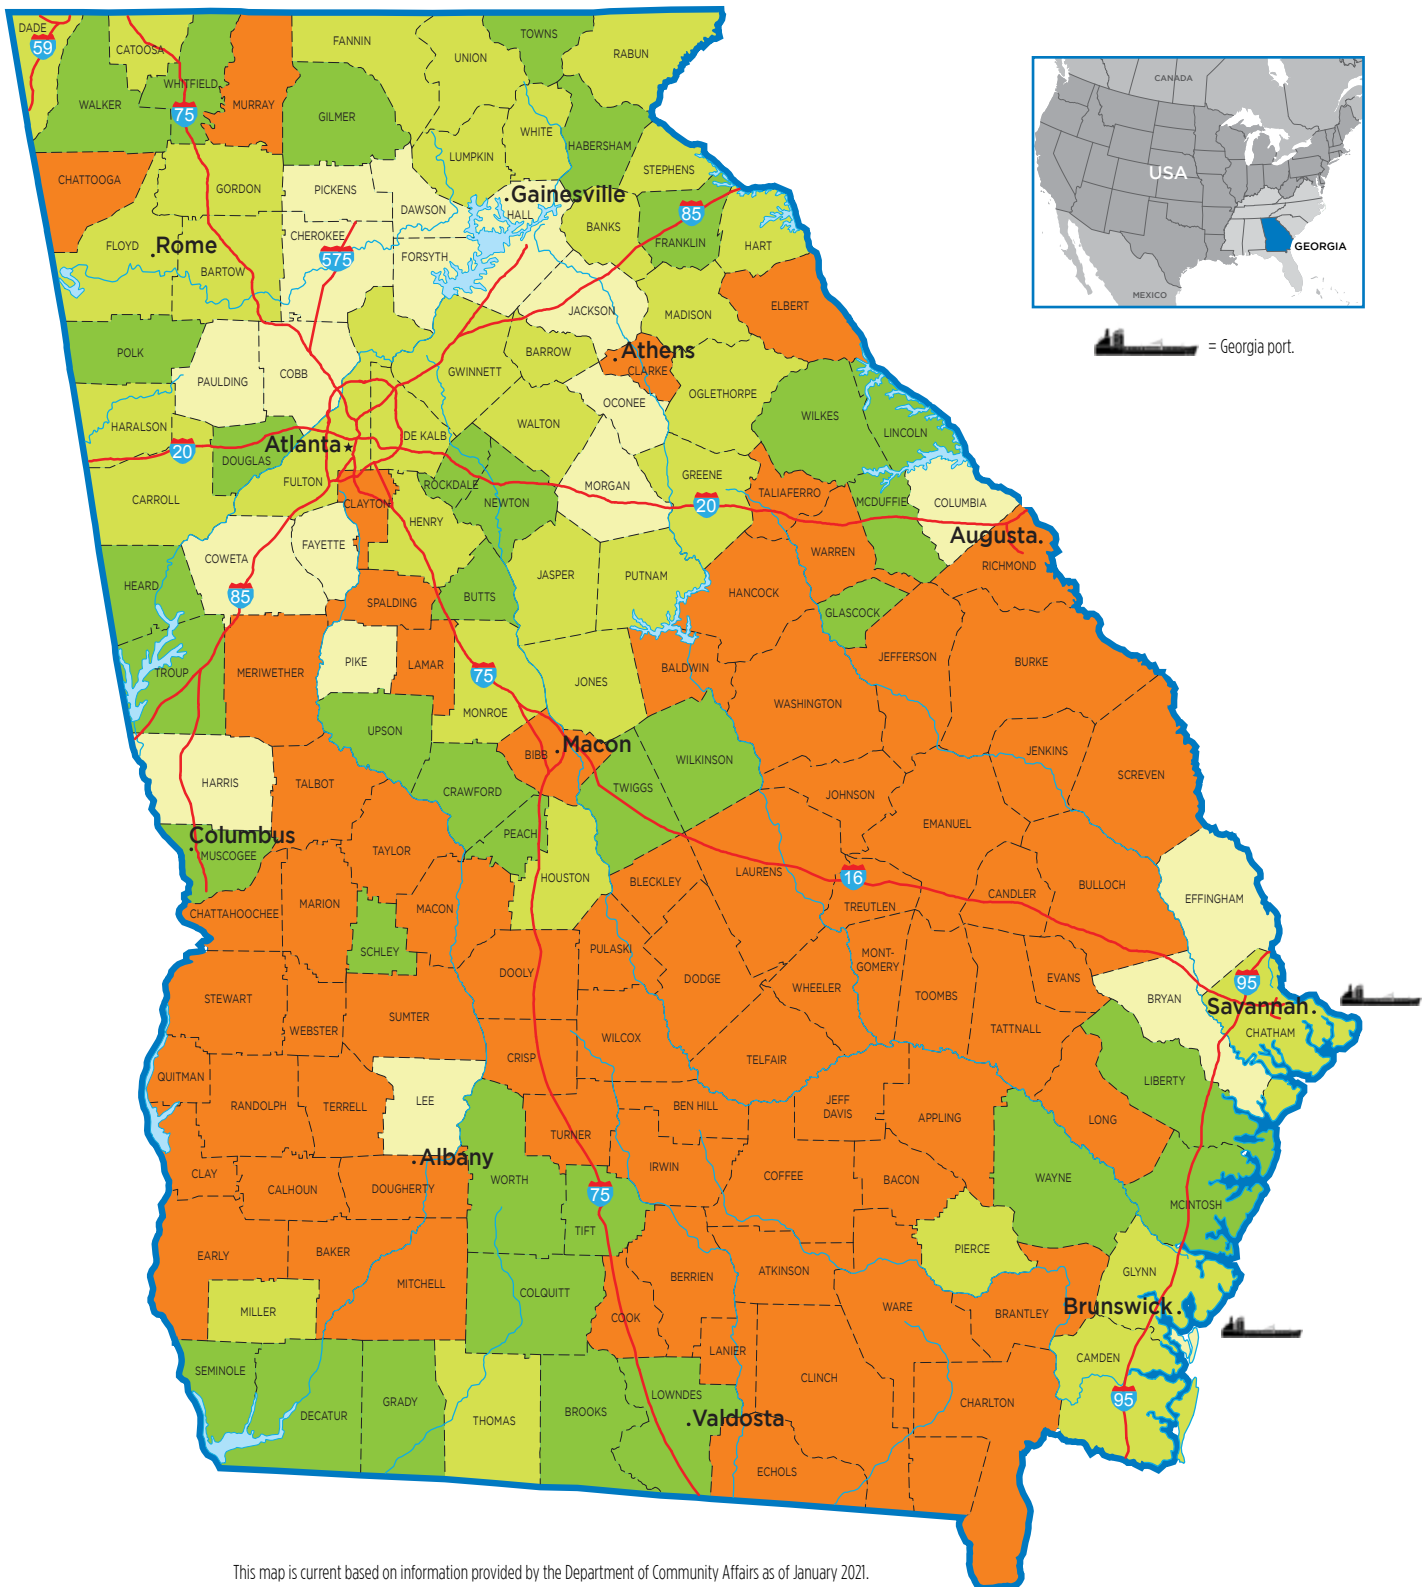 DADE
59
CATOOSA
WALKER
WHITFIELD
75
MURRAY
FANNIN
GILMER
UNION
TOWNS
RABUN
WHITE
LUMPKIN
HABERSHAM
STEPHENS
CHATTOOGA
GORDON
PICKENS
DAWSON
.Gainesville
HALL
BANKS
85
FRANKLIN
HART
FLOYD
.Rome
BARTOW
CHEROKEE
575
FORSYTH
JACKSON
MADISON
ELBERT
POLK
PAULDING
COBB
GWINNETT
BARROW
.Athens
CLARKE
OCONEE
OGLETHORPE
WILKES
LINCOLN
HARALSON
20
DOUGLAS
Atlanta★
DE KALB
WALTON
CARROLL
FULTON
CLAYTON
ROCKDALE
NEWTON
HENRY
MORGAN
GREENE
20
TALIAFERRO
MCDUFFIE
COLUMBIA
Augusta.
RICHMOND
WARREN
COWETA
FAYETTE
HEARD
85
SPALDING
BUTTS
JASPER
PUTNAM
HANCOCK
GLASCOCK
TROUP
MERIWETHER
PIKE
LAMAR
75
MONROE
JONES
BALDWIN
WASHINGTON
JEFFERSON
BURKE
JENKINS
SCREVEN
UPSON
BIBB
.Macon
WILKINSON
TWIGGS
CRAWFORD
PEACH
HARRIS
TALBOT
JOHNSON
EMANUEL
.Columbus
MUSCOGEE
TAYLOR
HOUSTON
BLECKLEY
LAURENS
16
TREUTLEN
CANDLER
BULLOCH
EFFINGHAM
CHATTAHOOCHEE
MARION
MACON
SCHLEY
PULASKI
DOOLY
DODGE
WHEELER
MONT-
GOMERY
TOOMBS
EVANS
TATTNALL
BRYAN
95
Savannah.
CHATHAM
STEWART
WEBSTER
SUMTER
CRISP
WILCOX
TELFAIR
LIBERTY
LONG
QUITMAN
RANDOLPH
TERRELL
LEE
BEN HILL
JEFF
DAVIS
APPLING
TURNER
IRWIN
COFFEE
BACON
WAYNE
MCINTOSH
CLAY
CALHOUN
DOUGHERTY
.Albany
WORTH
75
TIFT
EARLY
BAKER
MITCHELL
MILLER
COLQUITT
COOK
BERRIEN
ATKINSON
WARE
PIERCE
BRANTLEY
GLYNN
Brunswick.
CAMDEN
95
LANIER
CLINCH
CHARLTON
SEMINOLE
DECATUR
GRADY
THOMAS
BROOKS
LOWNDES
.Valdosta
ECHOLS
CANADA
USA
GEORGIA
MEXICO
= Georgia port.
This map is current based on information provided by the Department of Community Affairs as of January 2021.